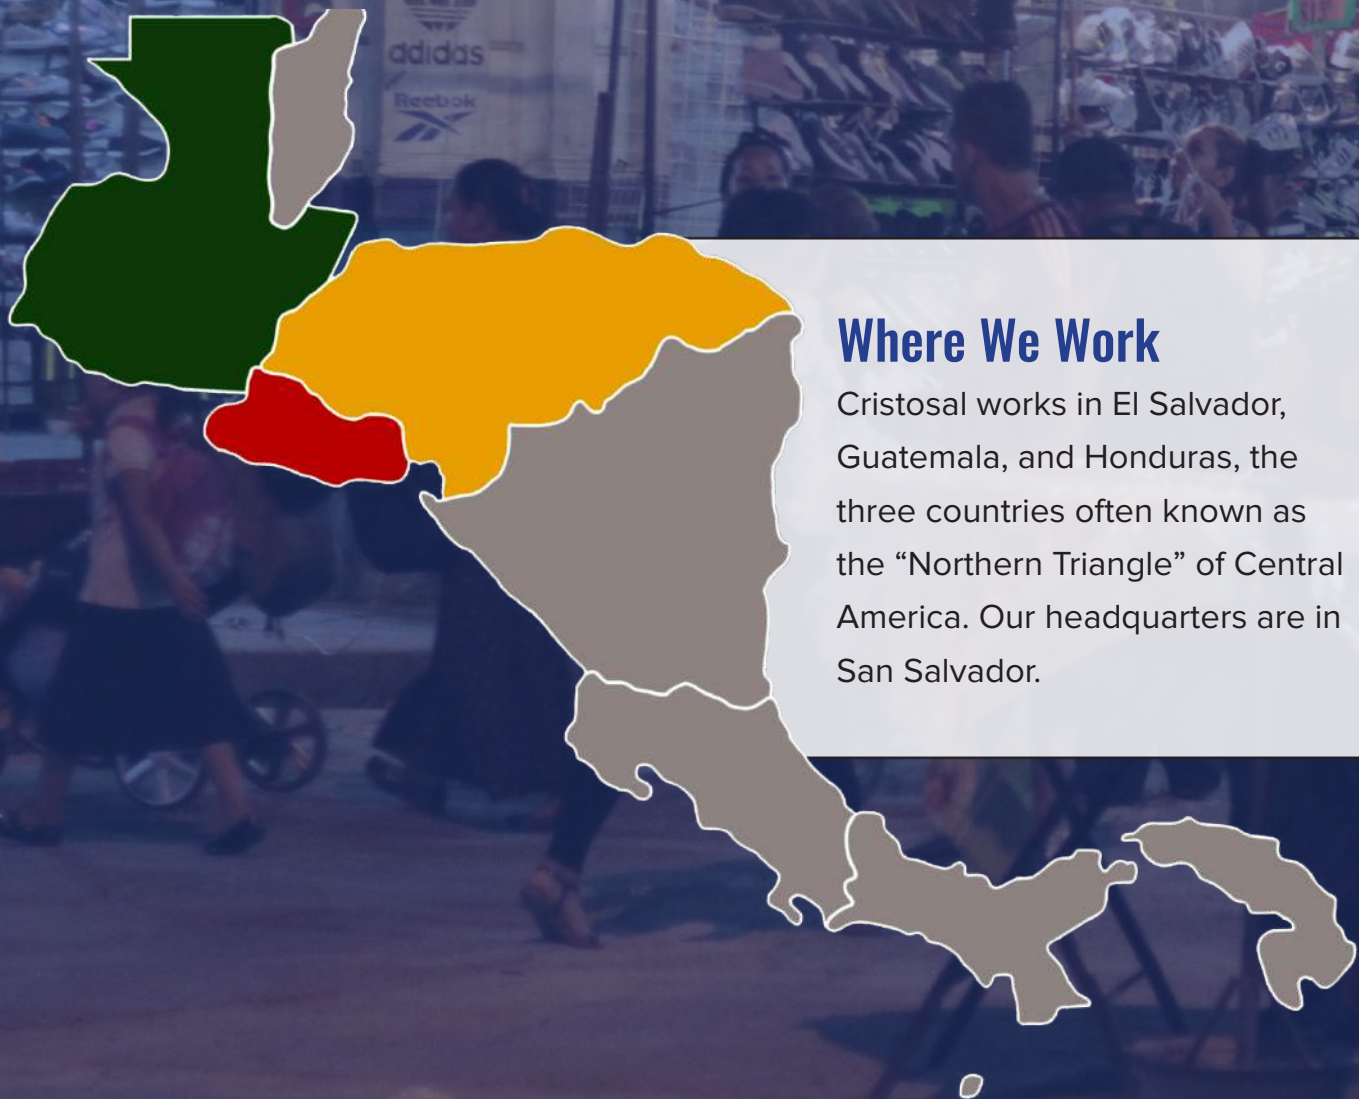 adidas
Reebok
Where We Work
Cristosal works in El Salvador,
Guatemala, and Honduras, the
three countries often known as
the “Northern Triangle” of Central
America. Our headquarters are in
San Salvador.